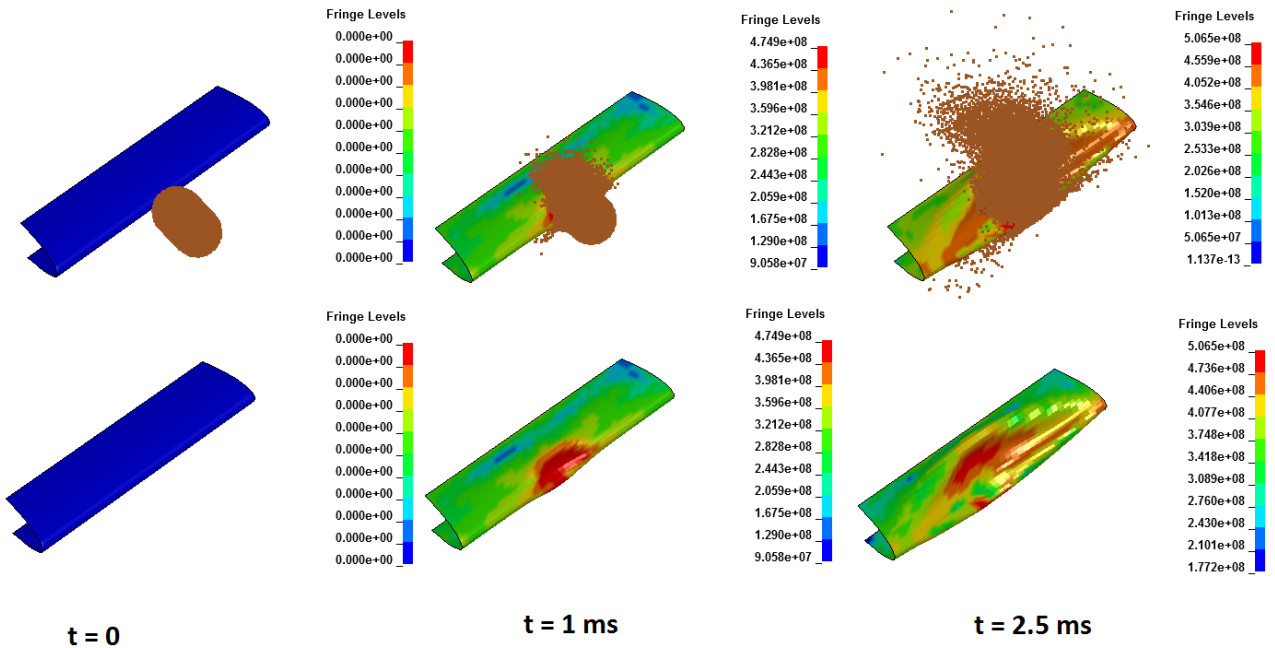 Fringe Levels
0.000e+00
0.000e+00
0.000e+00
0.000e+00
0.000e+00
0.000e+00
0.000e+00
0.000e+00
0.000e+00
0.000e+00
0.000e+00
Fringe Levels
4.749e+08
4.365e+08
3.981e+08
3.596e+08
3.212e+08
2.828e+08
2.443e+08
2.059e+08
1.675e+08
1.290e+08
9.058e+07
Fringe Levels
5.065e+08
4.559e+08
4.052e+08
3.546e+08
3.039e+08
2.533e+08
2.026e+08
1.520e+08
1.013e+08
5.065e+07
1.137e-13
Fringe Levels
0.000e+00
0.000e+00
0.000e+00
0.000e+00
0.000e+00
0.000e+00
0.000e+00
0.000e+00
0.000e+00
0.000e+00
0.000e+00
Fringe Levels
4.749e+08
4.365e+08
3.981e+08
3.596e+08
3.212e+08
2.828e+08
2.443e+08
2.059e+08
1.675e+08
1.290e+08
9.058e+07
Fringe Levels
5.065e+08
4.736e+08
4.406e+08
4.077e+08
3.748e+08
3.418e+08
3.089e+08
2.760e+08
2.430e+08
2.101e+08
1.772e+08
t = 0
t = 1 ms
t = 2.5 ms